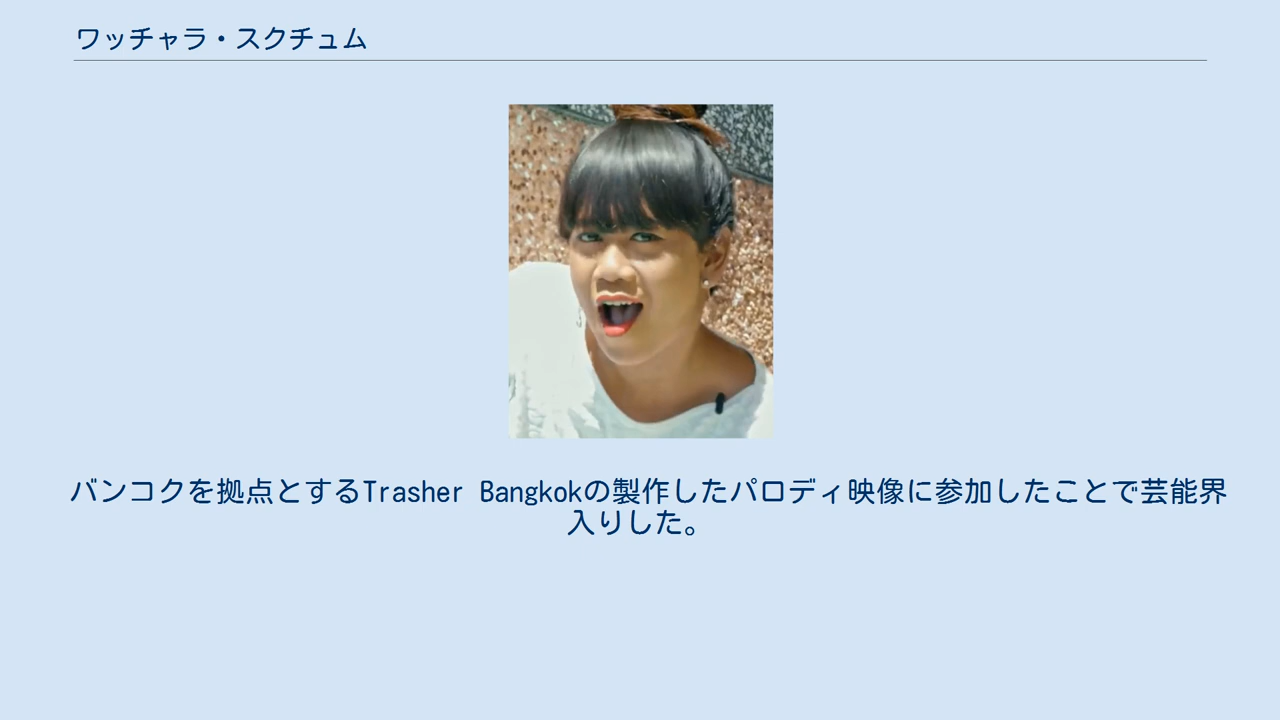 ワッチャラ・スクチュム
バンコクを拠点とするTrasher Bangkokの製作したパロディ映像に参加したことで芸能界
入りした。